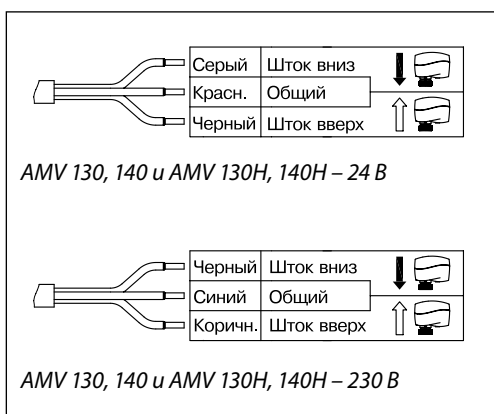 Серый Шток вниз
Красн. Общий
Черный Шток вверх
AMV 130, 140 и AMV 130H, 140H – 24 В
Черный Шток вниз
Синий Общий
Коричн. Шток вверх
AMV 130, 140 и AMV 130H, 140H – 230 В